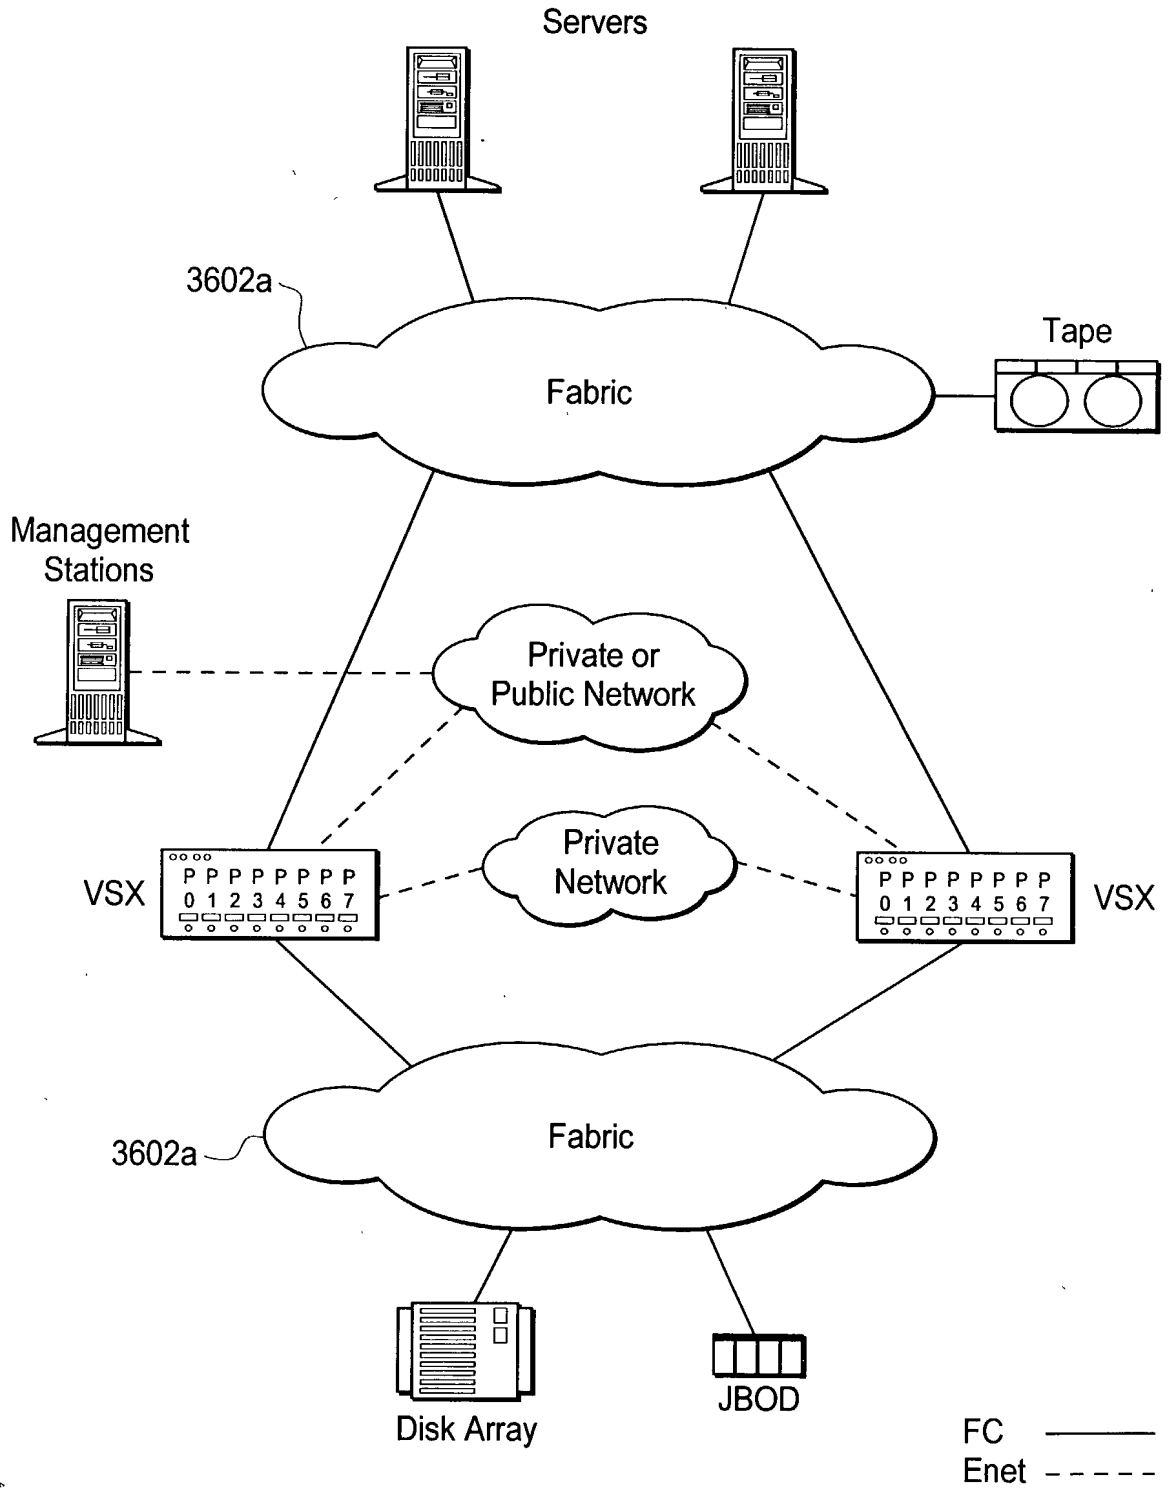 Servers
3602a
Tape
Fabric
Management
Stations
Private or
Public Network
Private
Network
VSX
P P P P P P P P
0 1 2 3 4 5 6 7
P P P P P P P P
0 1 2 3 4 5 6 7
VSX
Fabric
3602a
Disk Array
JBOD
FC
Enet